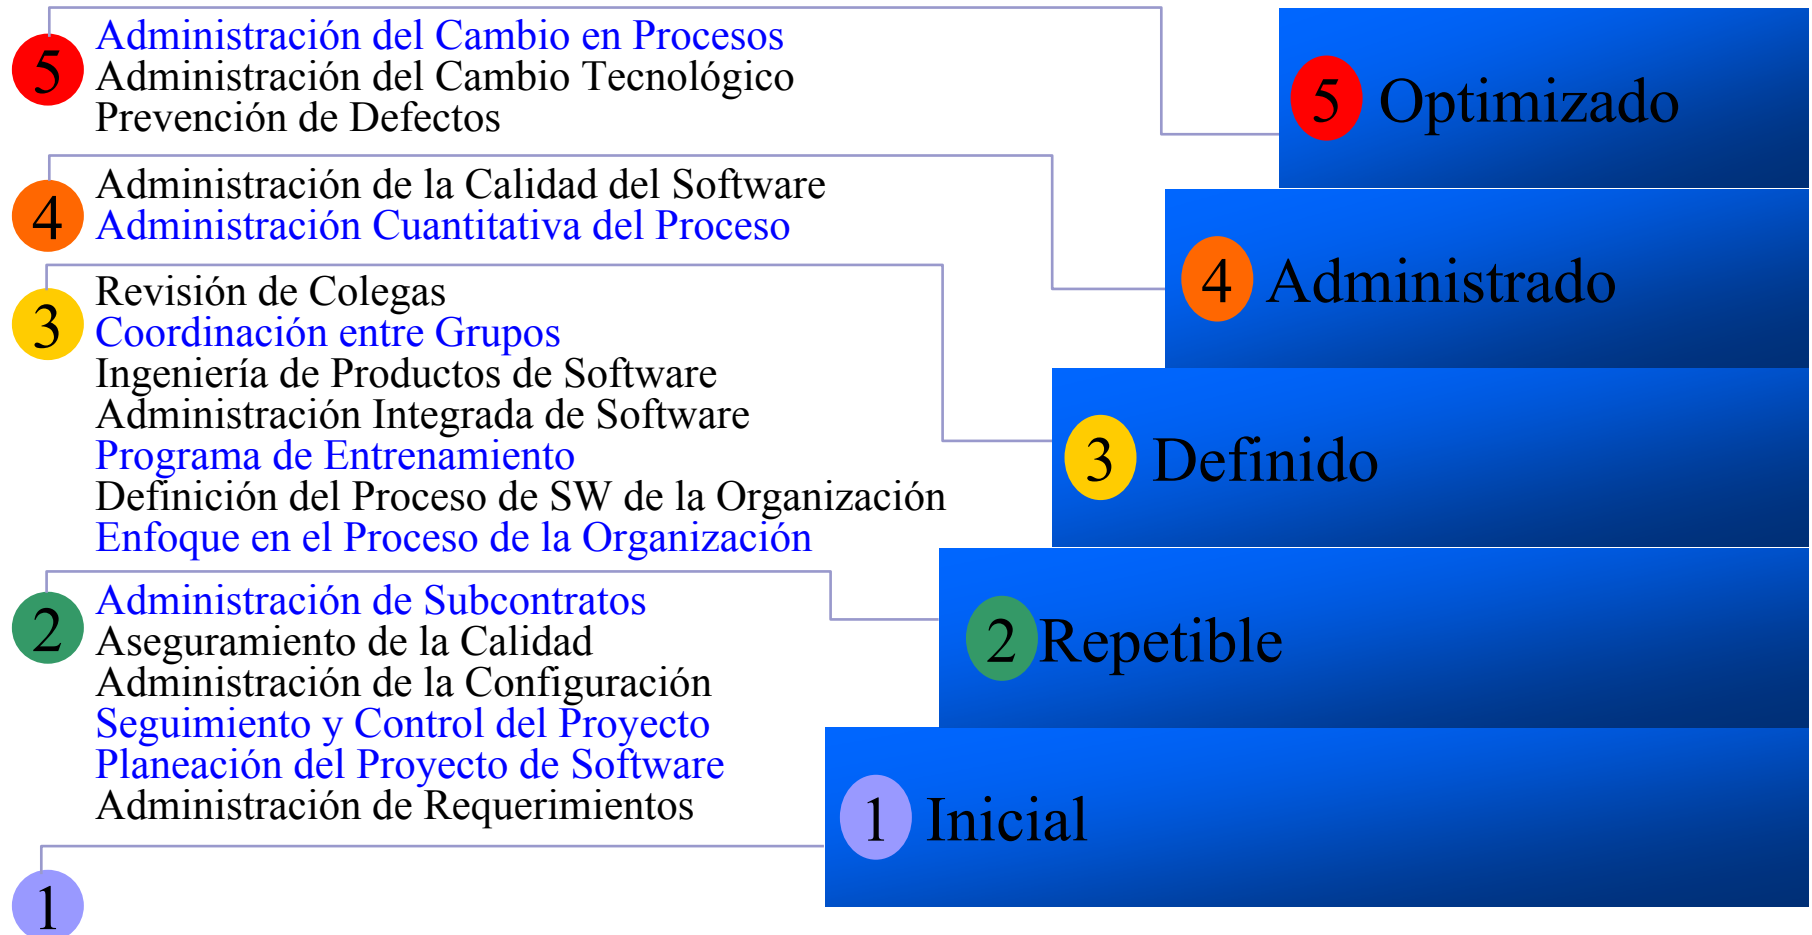 5
Administración del Cambio en Procesos
Administración del Cambio Tecnológico
Prevención de Defectos
4
Administración de la Calidad del Software
Administración Cuantitativa del Proceso
3
Revisión de Colegas
Coordinación entre Grupos
Ingeniería de Productos de Software
Administración Integrada de Software
Programa de Entrenamiento
Definición del Proceso de SW de la Organización
Enfoque en el Proceso de la Organización
2
Administración de Subcontratos
Aseguramiento de la Calidad
Administración de la Configuración
Seguimiento y Control del Proyecto
Planeación del Proyecto de Software
Administración de Requerimientos
1
5 Optimizado
4 Administrado
3 Definido
2 Repetible
1 Inicial